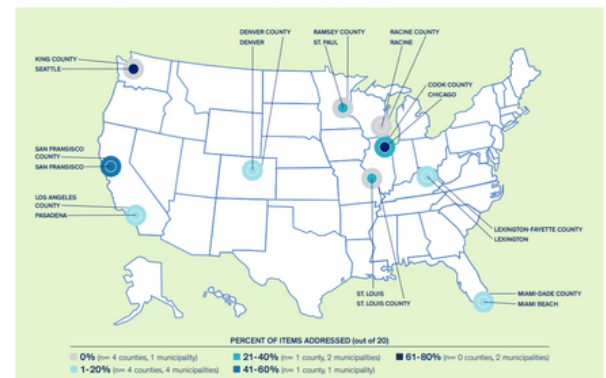 DENVER COUNTY
DENVER
RAMSEY COUNTY
ST. PAUL
RACINE COUNTY
RACINE
KING COUNTY
SEATTLE
COOK COUNTY
CHICAGO
SAN FRANSISCO
COUNTY
SAN FRANSISCO
LOS ANGELES
COUNTY
PASADENA
LEXINGTON-FAYETTE COUNTY
LEXINGTON
ST. LOUIS
ST. LOUIS COUNTY
MIAMI-DADE COUNTY
MIAMI BEACH
PERCENT OF ITEMS ADDRESSED (out of 20)
0% (n= 4 counties, 1 municipality)
21-40% (n= 1 county, 2 municipalities)
61-80% (n= 0 counties, 2 municipalities)
1-20% (n= 4 counties, 4 municipalities)
41-60% (n= 1 county, 1 municipality)